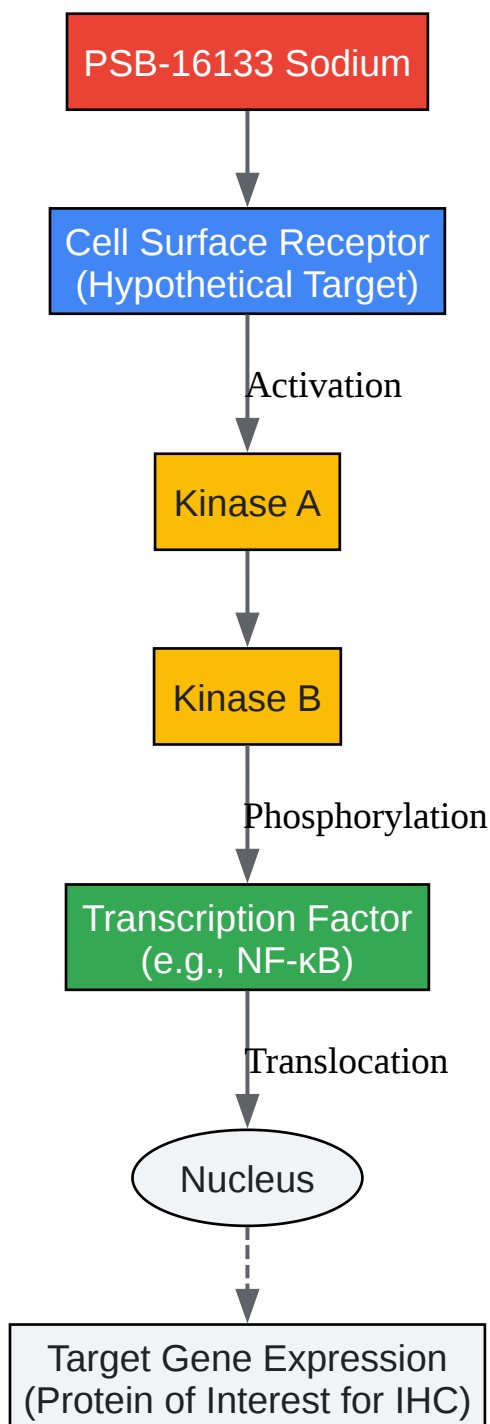 PSB-16133 Sodium
Cell Surface Receptor
(Hypothetical Target)
Activation
Kinase A
Kinase B
Phosphorylation
Transcription Factor
(e.g., NF-κB)
Translocation
Nucleus
Target Gene Expression
(Protein of Interest for IHC)